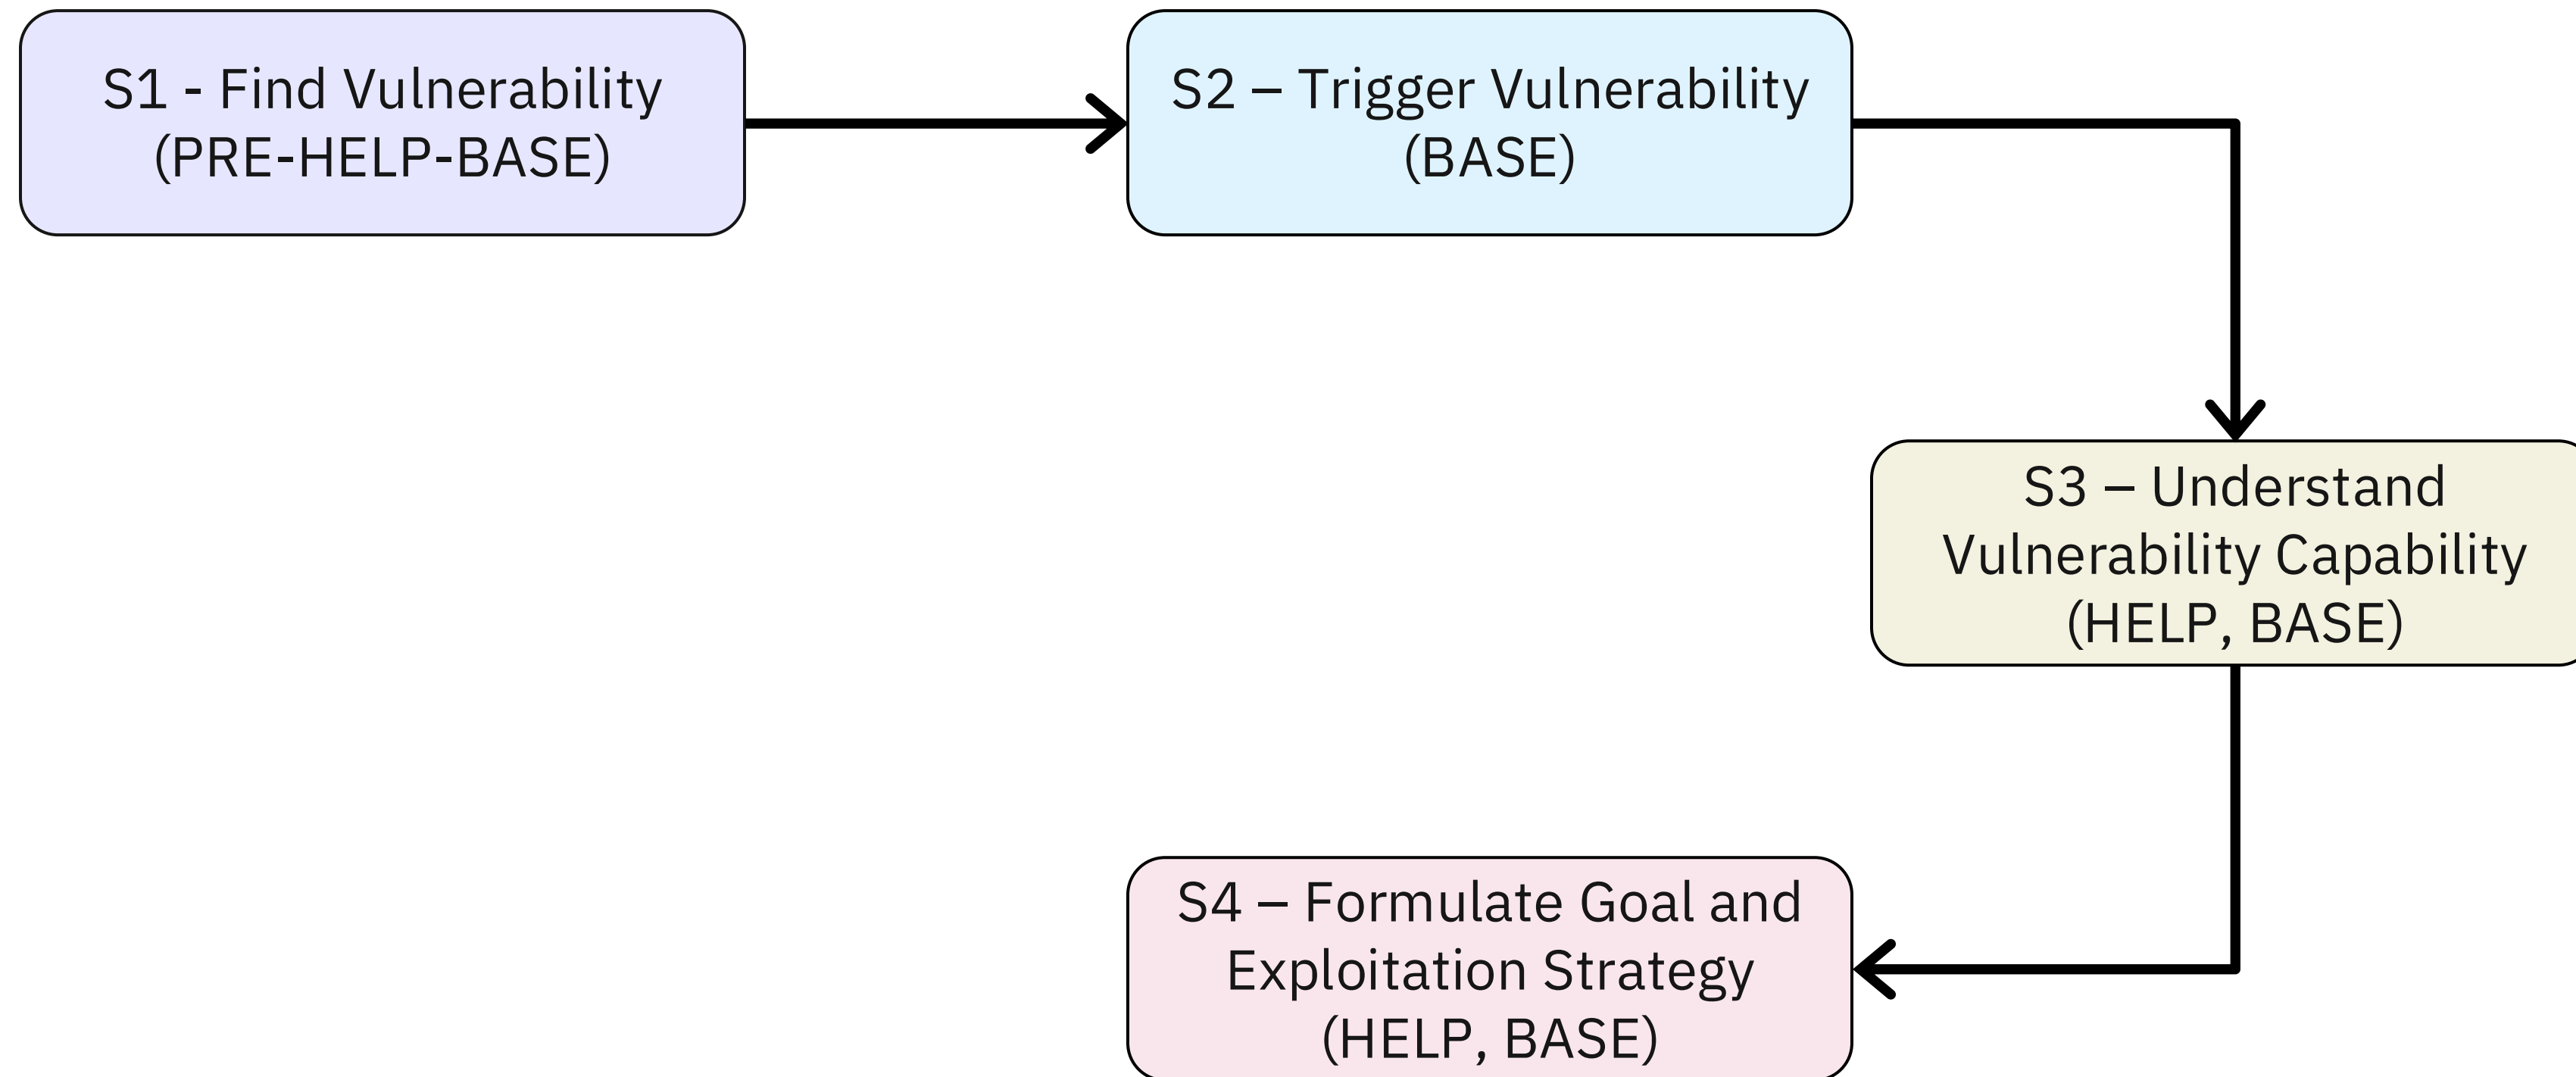 S1 - Find Vulnerability
(PRE-HELP-BASE)
S2 – Trigger Vulnerability
(BASE)
S3 – Understand
Vulnerability Capability
(HELP, BASE)
S4 – Formulate Goal and
Exploitation Strategy
(HELP, BASE)